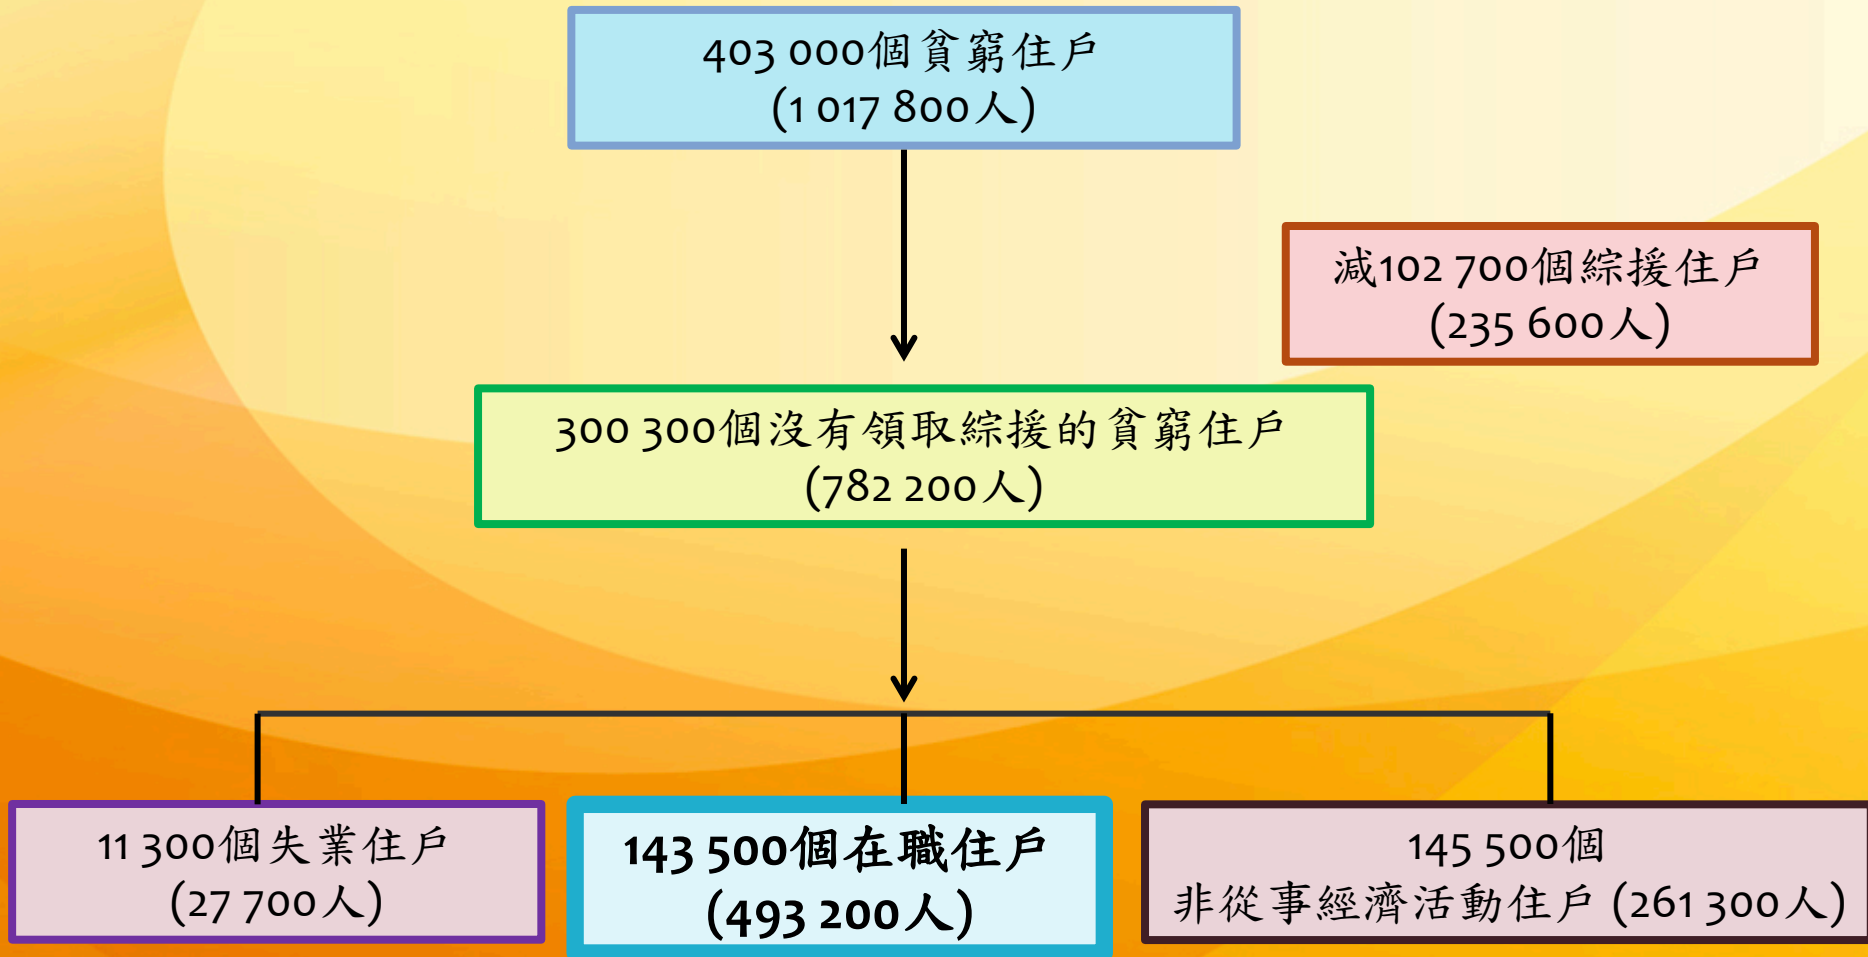 403 000個貧窮住戶
(1 017 800人)
減102 700個綜援住戶
(235 600人)
300 300個沒有領取綜援的貧窮住戶
(782 200人)
11 300個失業住戶
(27 700人)
143 500個在職住戶
(493 200人)
145 500個
非從事經濟活動住戶 (261 300人)